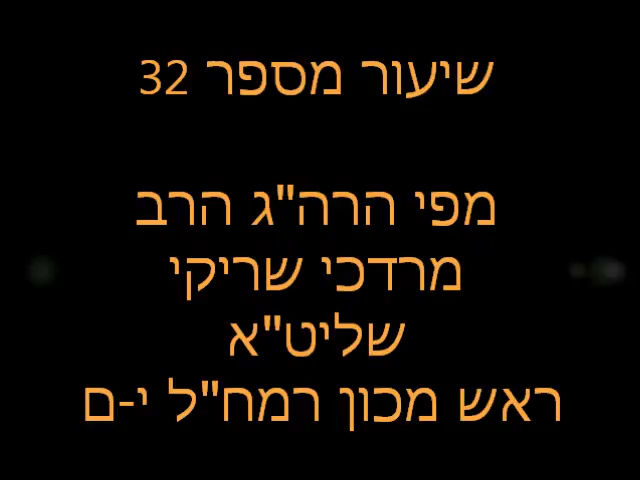 שיעור מספר 32
מפי הרה"ג הרב
מרדכי שריקי
שליט"א
ראש מכון רמח"ל י-ם